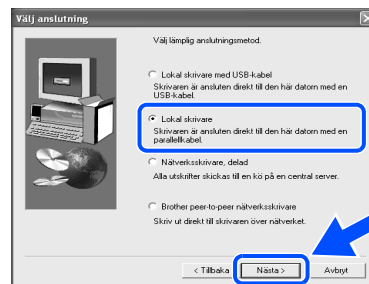 Välj anslutning
Välj lämplig anslutningsmetod.
Lokal skrivare med USB-kabel
Skrivaren är ansluten direkt till den här datorn med en
USB-kabel.
Lokal skrivare
Skrivaren är ansluten direkt till den här datorn med en
parallellkabel.
Nätverksskrivare, delad
Alla utskrifter skickas till en kö på en central server.
Brother peer-to-peer nätverksskrivare
Skriv ut direkt till skrivaren över nätverket.
< Tillbaka Nästa > Avbryt